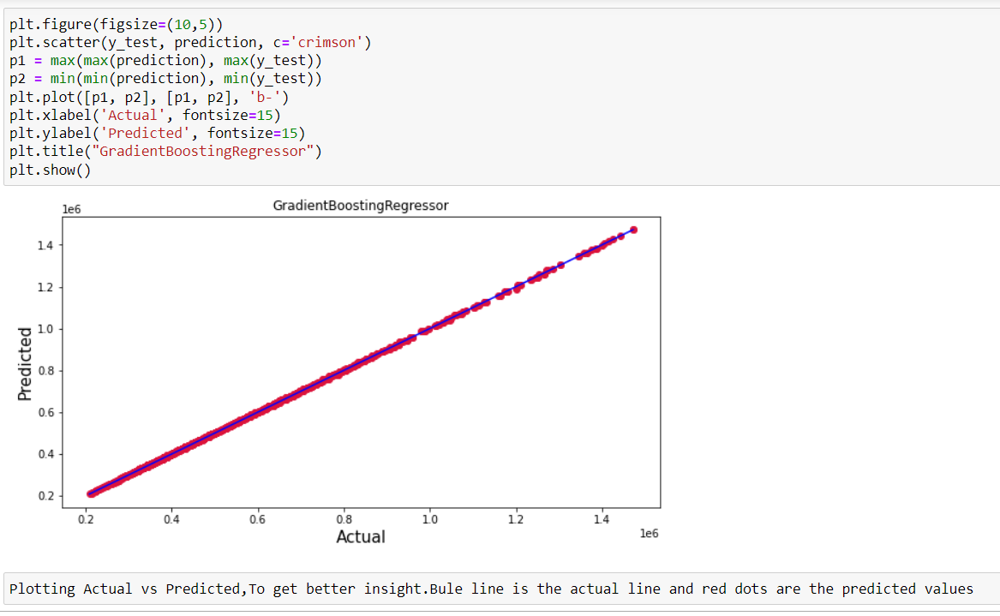 plt.figure(figsize=(10,5))
plt.scatter(y_test, prediction, c='crimson')
p1 = max(max(prediction), max(y_test))
p2 = min(min(prediction), min(y_test))
plt.plot([p1, p2], [p1, p2], 'b-')
plt.xlabel('Actual', fontsize=15)
plt.ylabel('Predicted', fontsize=15)
plt.title("GradientBoostingRegressor")
plt.show()
1e6
GradientBoostingRegressor
1.4
1.2
1.0
0.8
0.6
0.4
0.2
Predicted
0.2 0.4 0.6 0.8 1.0 1.2 1.4
1e6
Actual
Plotting Actual vs Predicted,To get better insight.Bule line is the actual line and red dots are the predicted values